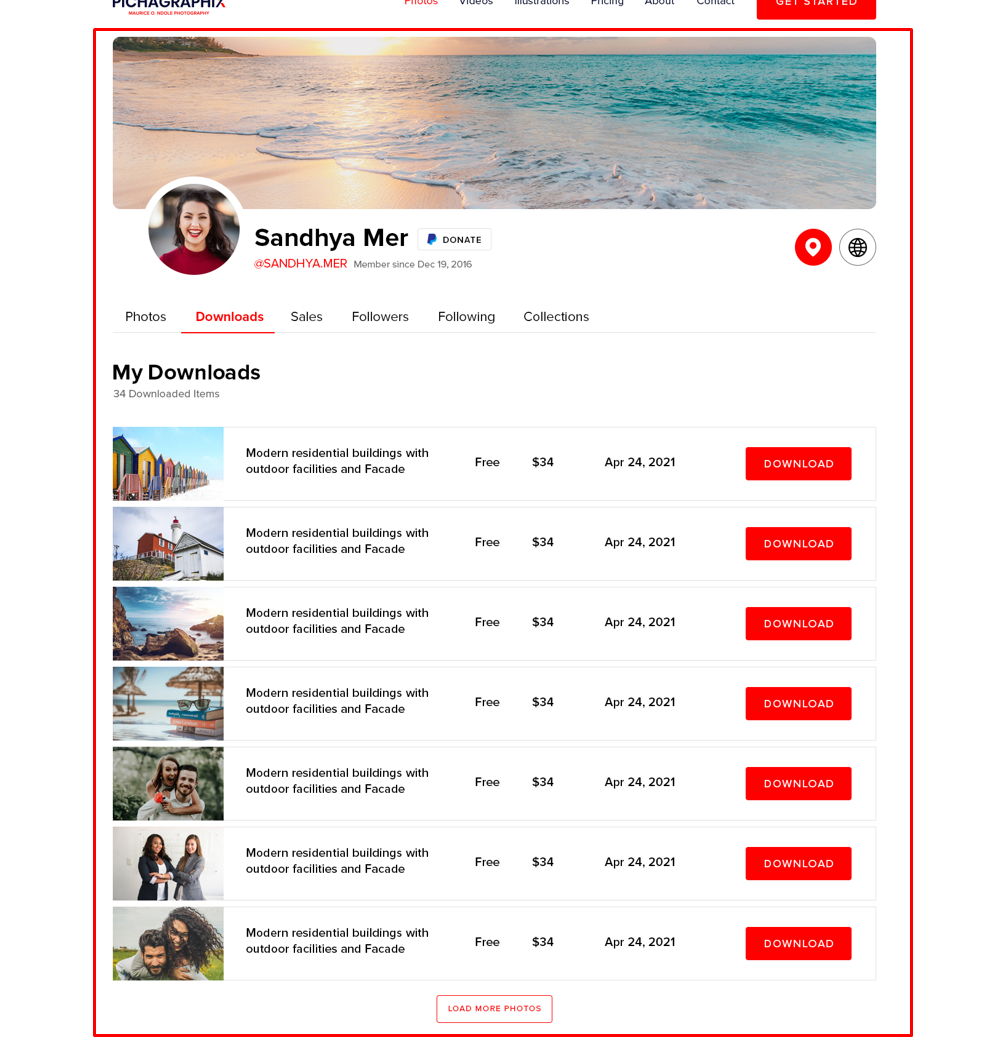 PICHAGRAPHIX
MAURICE O. NDOLE PHOTOGRAPHY
Photos Videos Illustrations Pricing About Contact GET STARTED
Sandhya Mer DONATE
@SANDHYA.MER Member since Dec 19, 2016
Photos Downloads Sales Followers Following Collections
My Downloads
34 Downloaded Items
Modern residential buildings with
outdoor facilities and Facade
Free $34 Apr 24, 2021 DOWNLOAD
Modern residential buildings with
outdoor facilities and Facade
Free $34 Apr 24, 2021 DOWNLOAD
Modern residential buildings with
outdoor facilities and Facade
Free $34 Apr 24, 2021 DOWNLOAD
Modern residential buildings with
outdoor facilities and Facade
Free $34 Apr 24, 2021 DOWNLOAD
Modern residential buildings with
outdoor facilities and Facade
Free $34 Apr 24, 2021 DOWNLOAD
Modern residential buildings with
outdoor facilities and Facade
Free $34 Apr 24, 2021 DOWNLOAD
Modern residential buildings with
outdoor facilities and Facade
Free $34 Apr 24, 2021 DOWNLOAD
LOAD MORE PHOTOS